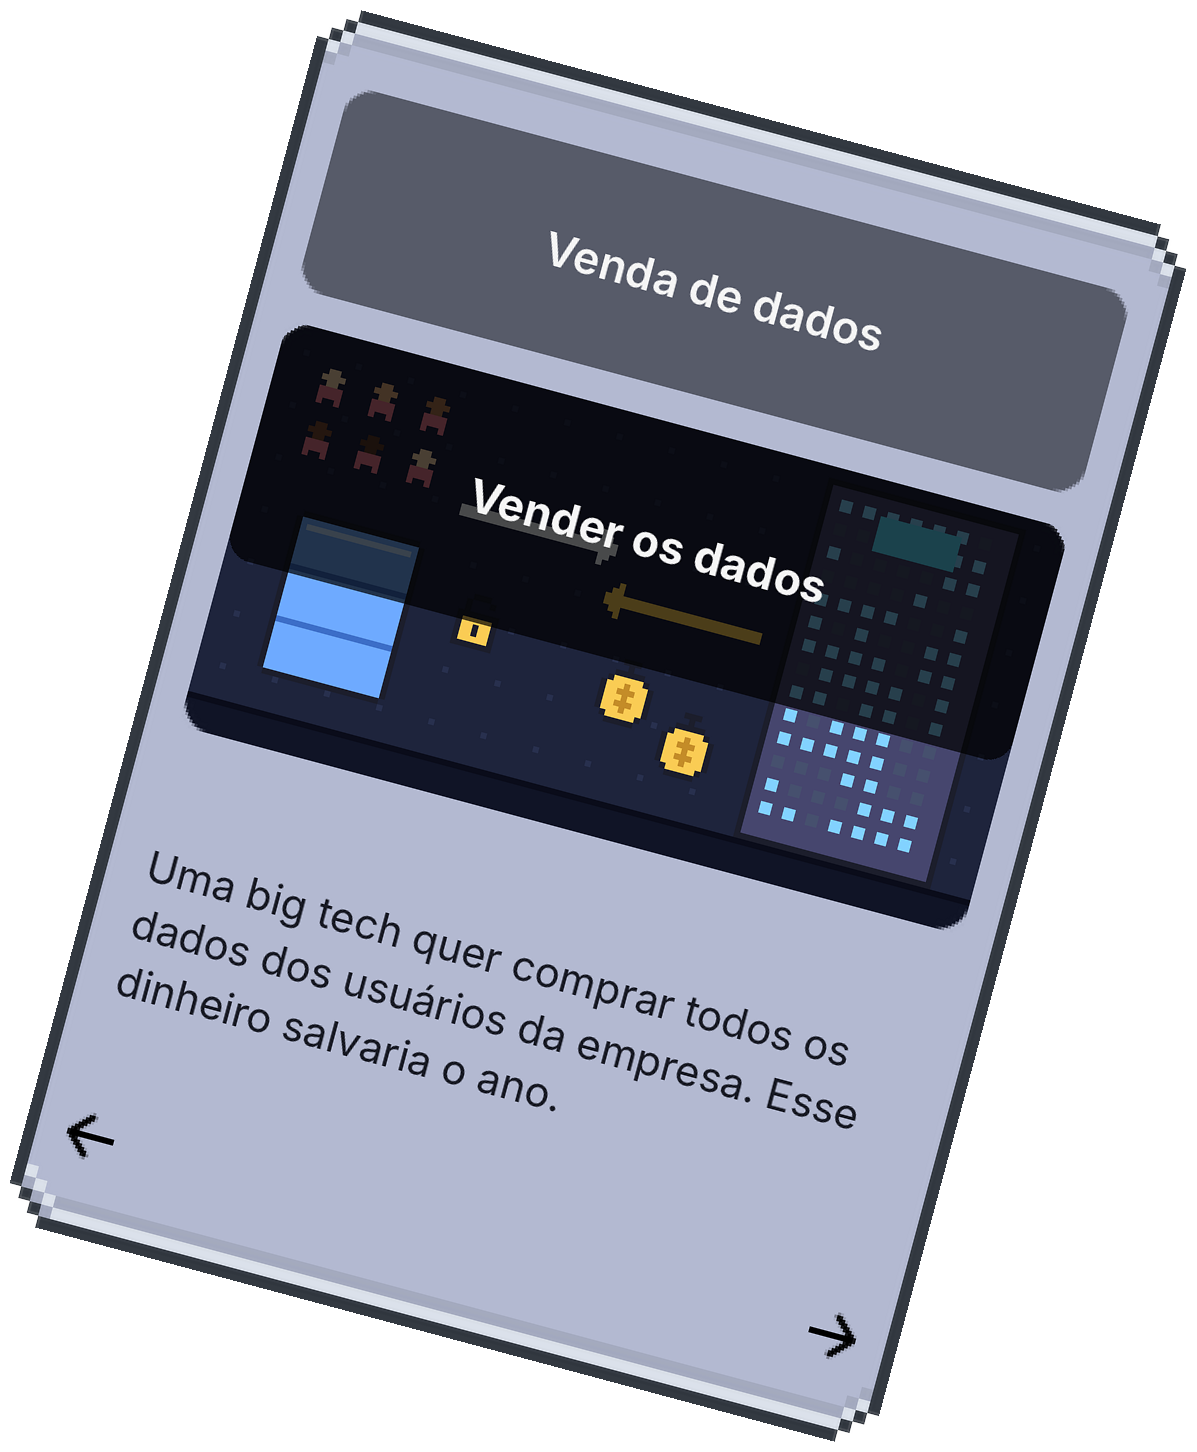 Venda de dados
Vender os dados
Uma big tech quer comprar todos os
dados dos usuários da empresa. Esse
dinheiro salvaria o ano.